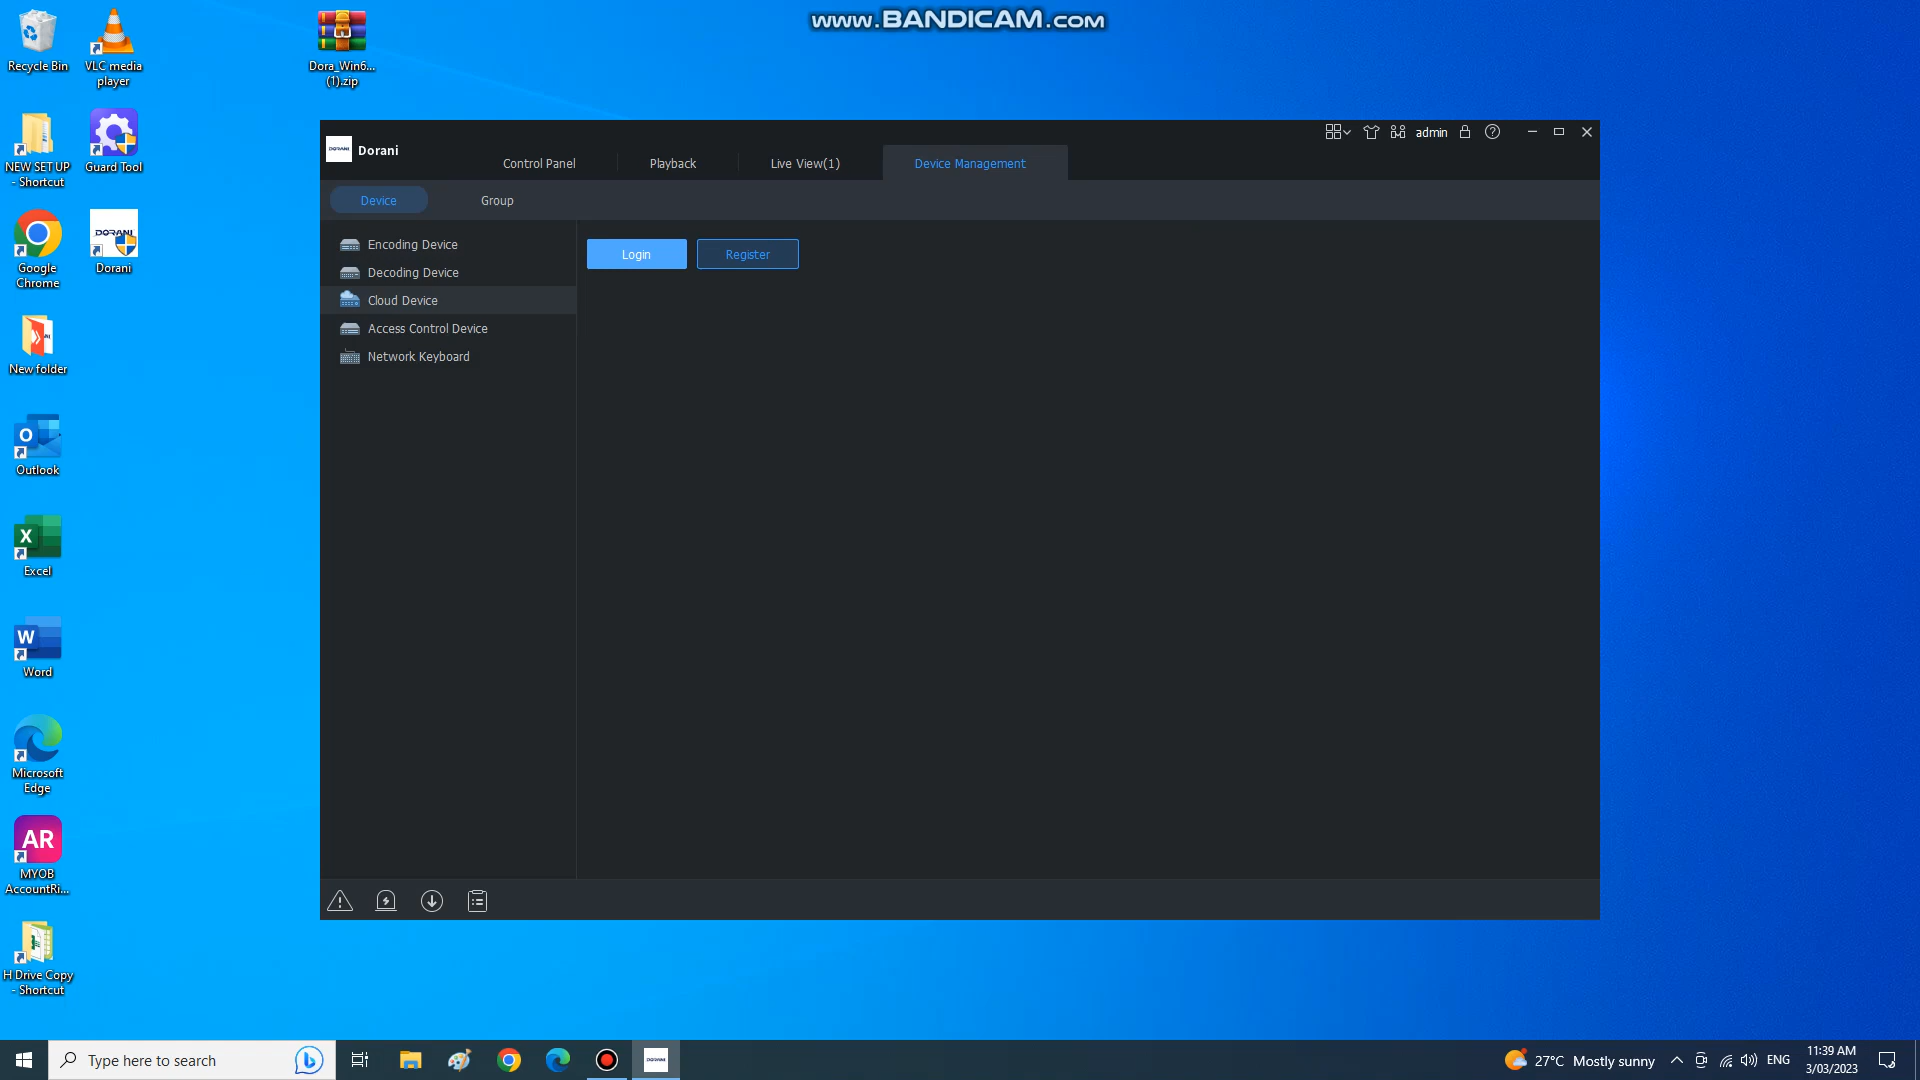 www.BANDICAM.com
Recycle Bin
VLC media
player
Dora_Win6...
(1).zip
NEW SET UP
- Shortcut
Guard Tool
Google
Chrome
DORANI
Dorani
New folder
Outlook
Excel
Word
Microsoft
Edge
AR
MYOB
AccountRi...
H Drive Copy
- Shortcut
DORANI
Dorani
Control Panel
Playback
Live View(1)
Device Management
admin
Device
Group
Encoding Device
Decoding Device
Cloud Device
Access Control Device
Network Keyboard
Login
Register
Type here to search
DORANI
27°C Mostly sunny
ENG
11:39 AM
3/03/2023